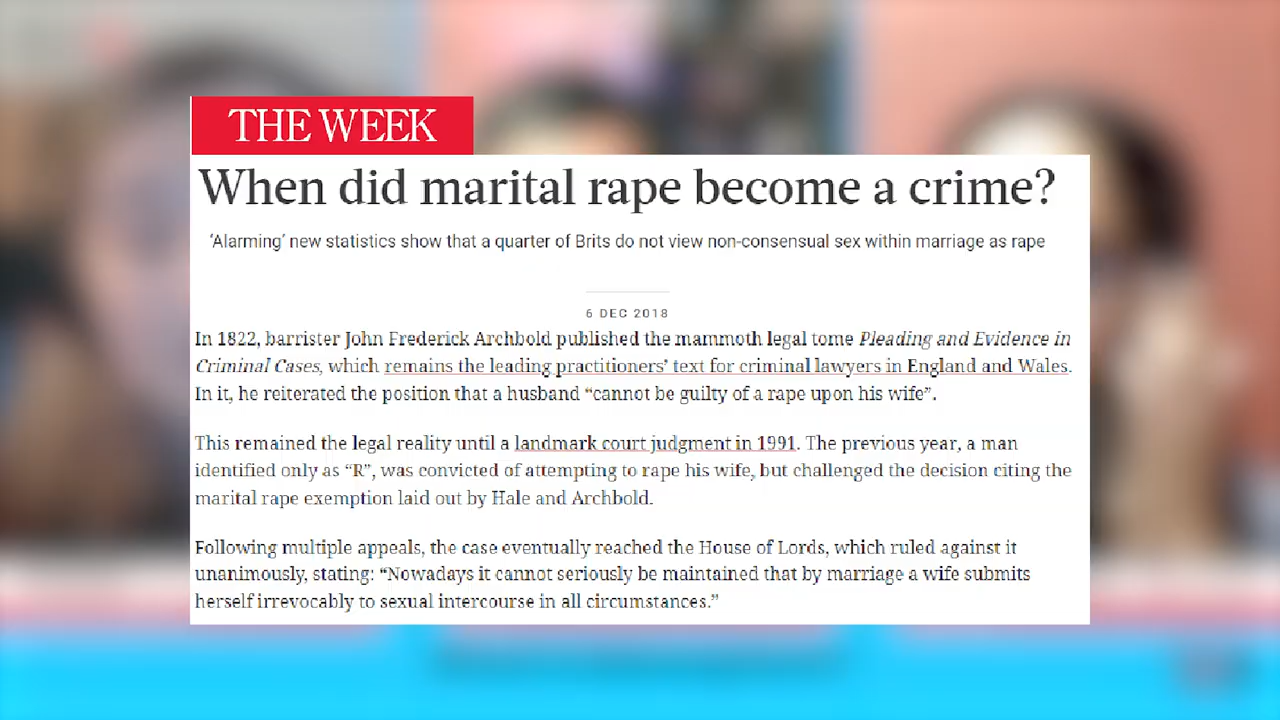 THE WEEK
When did marital rape become a crime?
‘Alarming’ new statistics show that a quarter of Brits do not view non-consensual sex within marriage as rape
6 DEC 2018
In 1822, barrister John Frederick Archbold published the mammoth legal tome Pleading and Evidence in
Criminal Cases, which remains the leading practitioners’ text for criminal lawyers in England and Wales.
In it, he reiterated the position that a husband “cannot be guilty of a rape upon his wife”.
This remained the legal reality until a landmark court judgment in 1991. The previous year, a man
identified only as “R”, was convicted of attempting to rape his wife, but challenged the decision citing the
marital rape exemption laid out by Hale and Archbold.
Following multiple appeals, the case eventually reached the House of Lords, which ruled against it
unanimously, stating: “Nowadays it cannot seriously be maintained that by marriage a wife submits
herself irrevocably to sexual intercourse in all circumstances.”